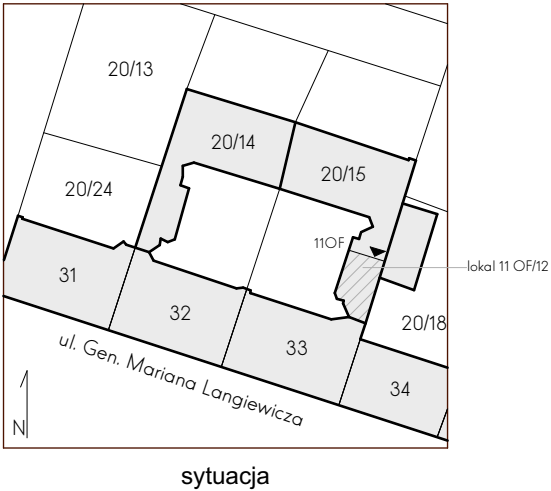 20/13
20/14
20/15
20/24
11OF
lokal 11 OF/12
31
32
33
20/18
34
ul. Gen. Mariana Langiewicza
N
sytuacja